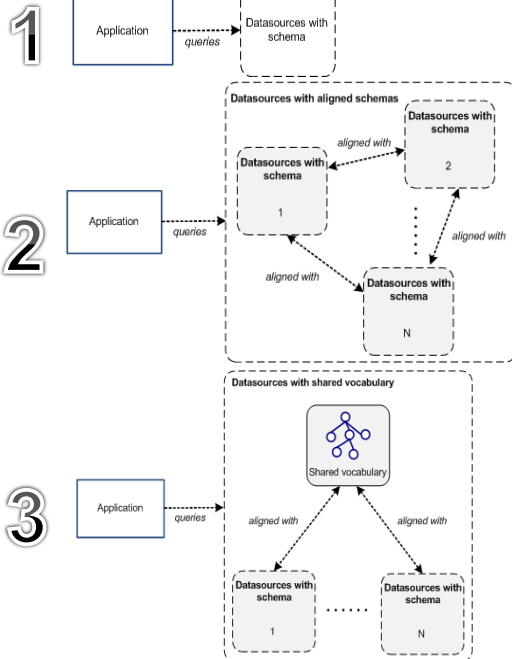 1
Application
queries
Datasources with
schema
2
Datasources with aligned schemas
Application
queries
Datasources with
schema
1
aligned with
Datasources with
schema
2
aligned with
aligned with
Datasources with
schema
N
3
Datasources with shared vocabulary
Application
queries
Shared vocabulary
aligned with
aligned with
Datasources with
schema
1
Datasources with
schema
N